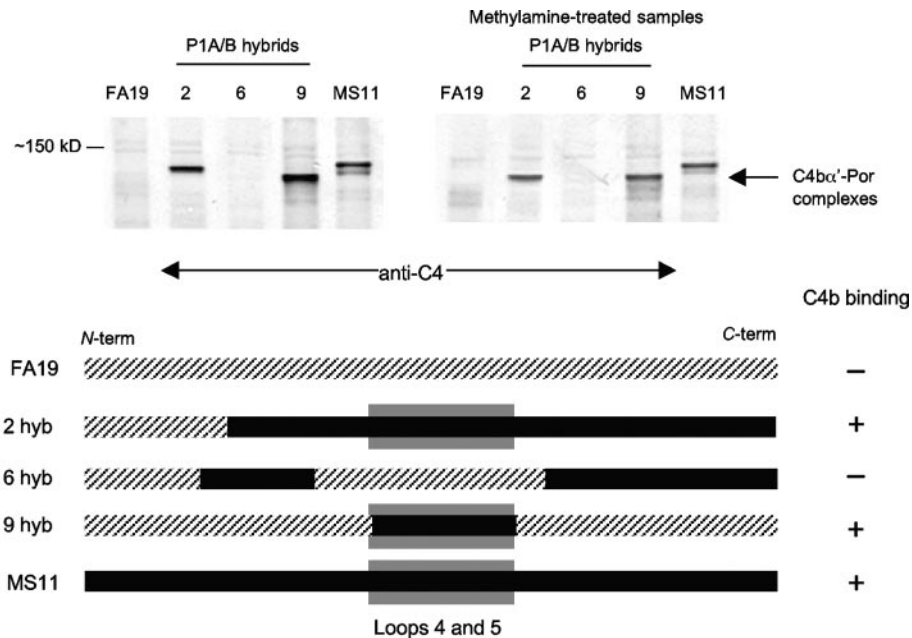 Methylamine-treated samples
P1A/B hybrids
P1A/B hybrids
FA19 2 6 9 MS11
FA19 2 6 9 MS11
~150 kD
C4bα'-Por
complexes
anti-C4
C4b binding
N-term
C-term
FA19 –
2 hyb +
6 hyb –
9 hyb +
MS11 +
Loops 4 and 5